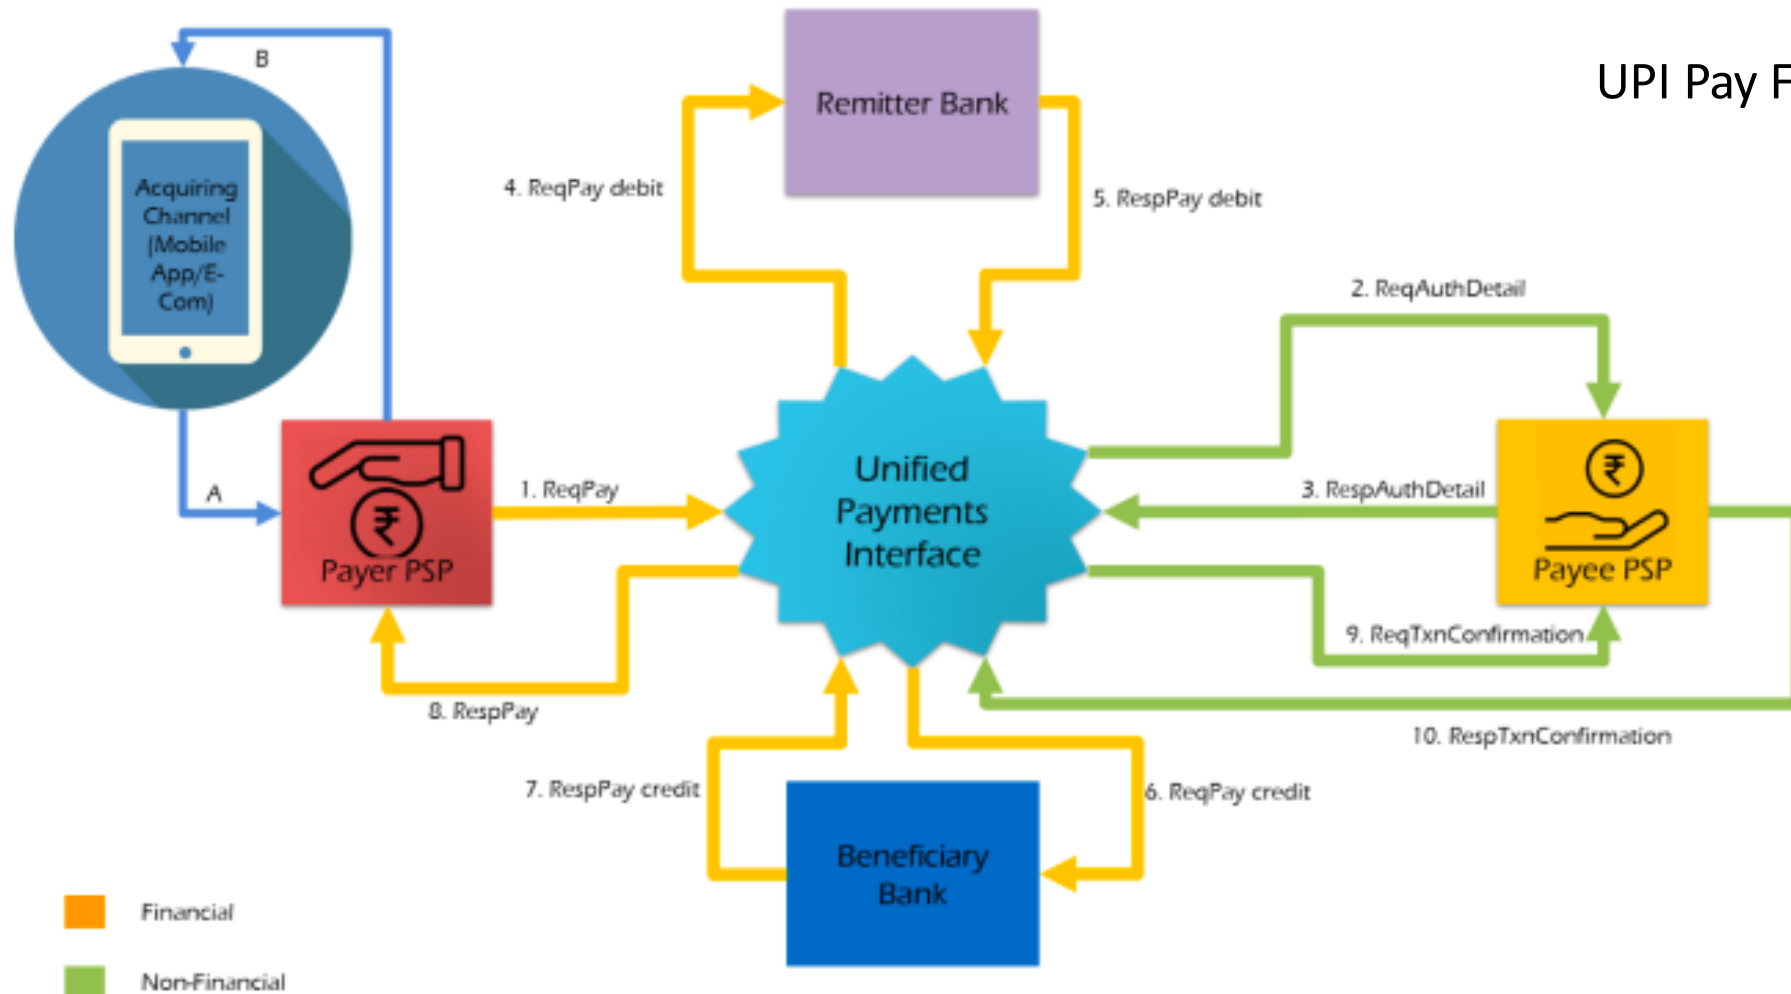 UPI Pay F
B
Remitter Bank
Acquiring
Channel
(Mobile
App/E-
Com)
4. ReqPay debit
5. RespPay debit
2. ReqAuthDetail
A
1. ReqPay
Unified
Payments
Interface
3. RespAuthDetail
₹
₹
Payer PSP
Payee PSP
9. ReqTxnConfirmation
8. RespPay
10. RespTxnConfirmation
7. RespPay credit
6. ReqPay credit
Beneficiary
Bank
Financial
Non-Financial